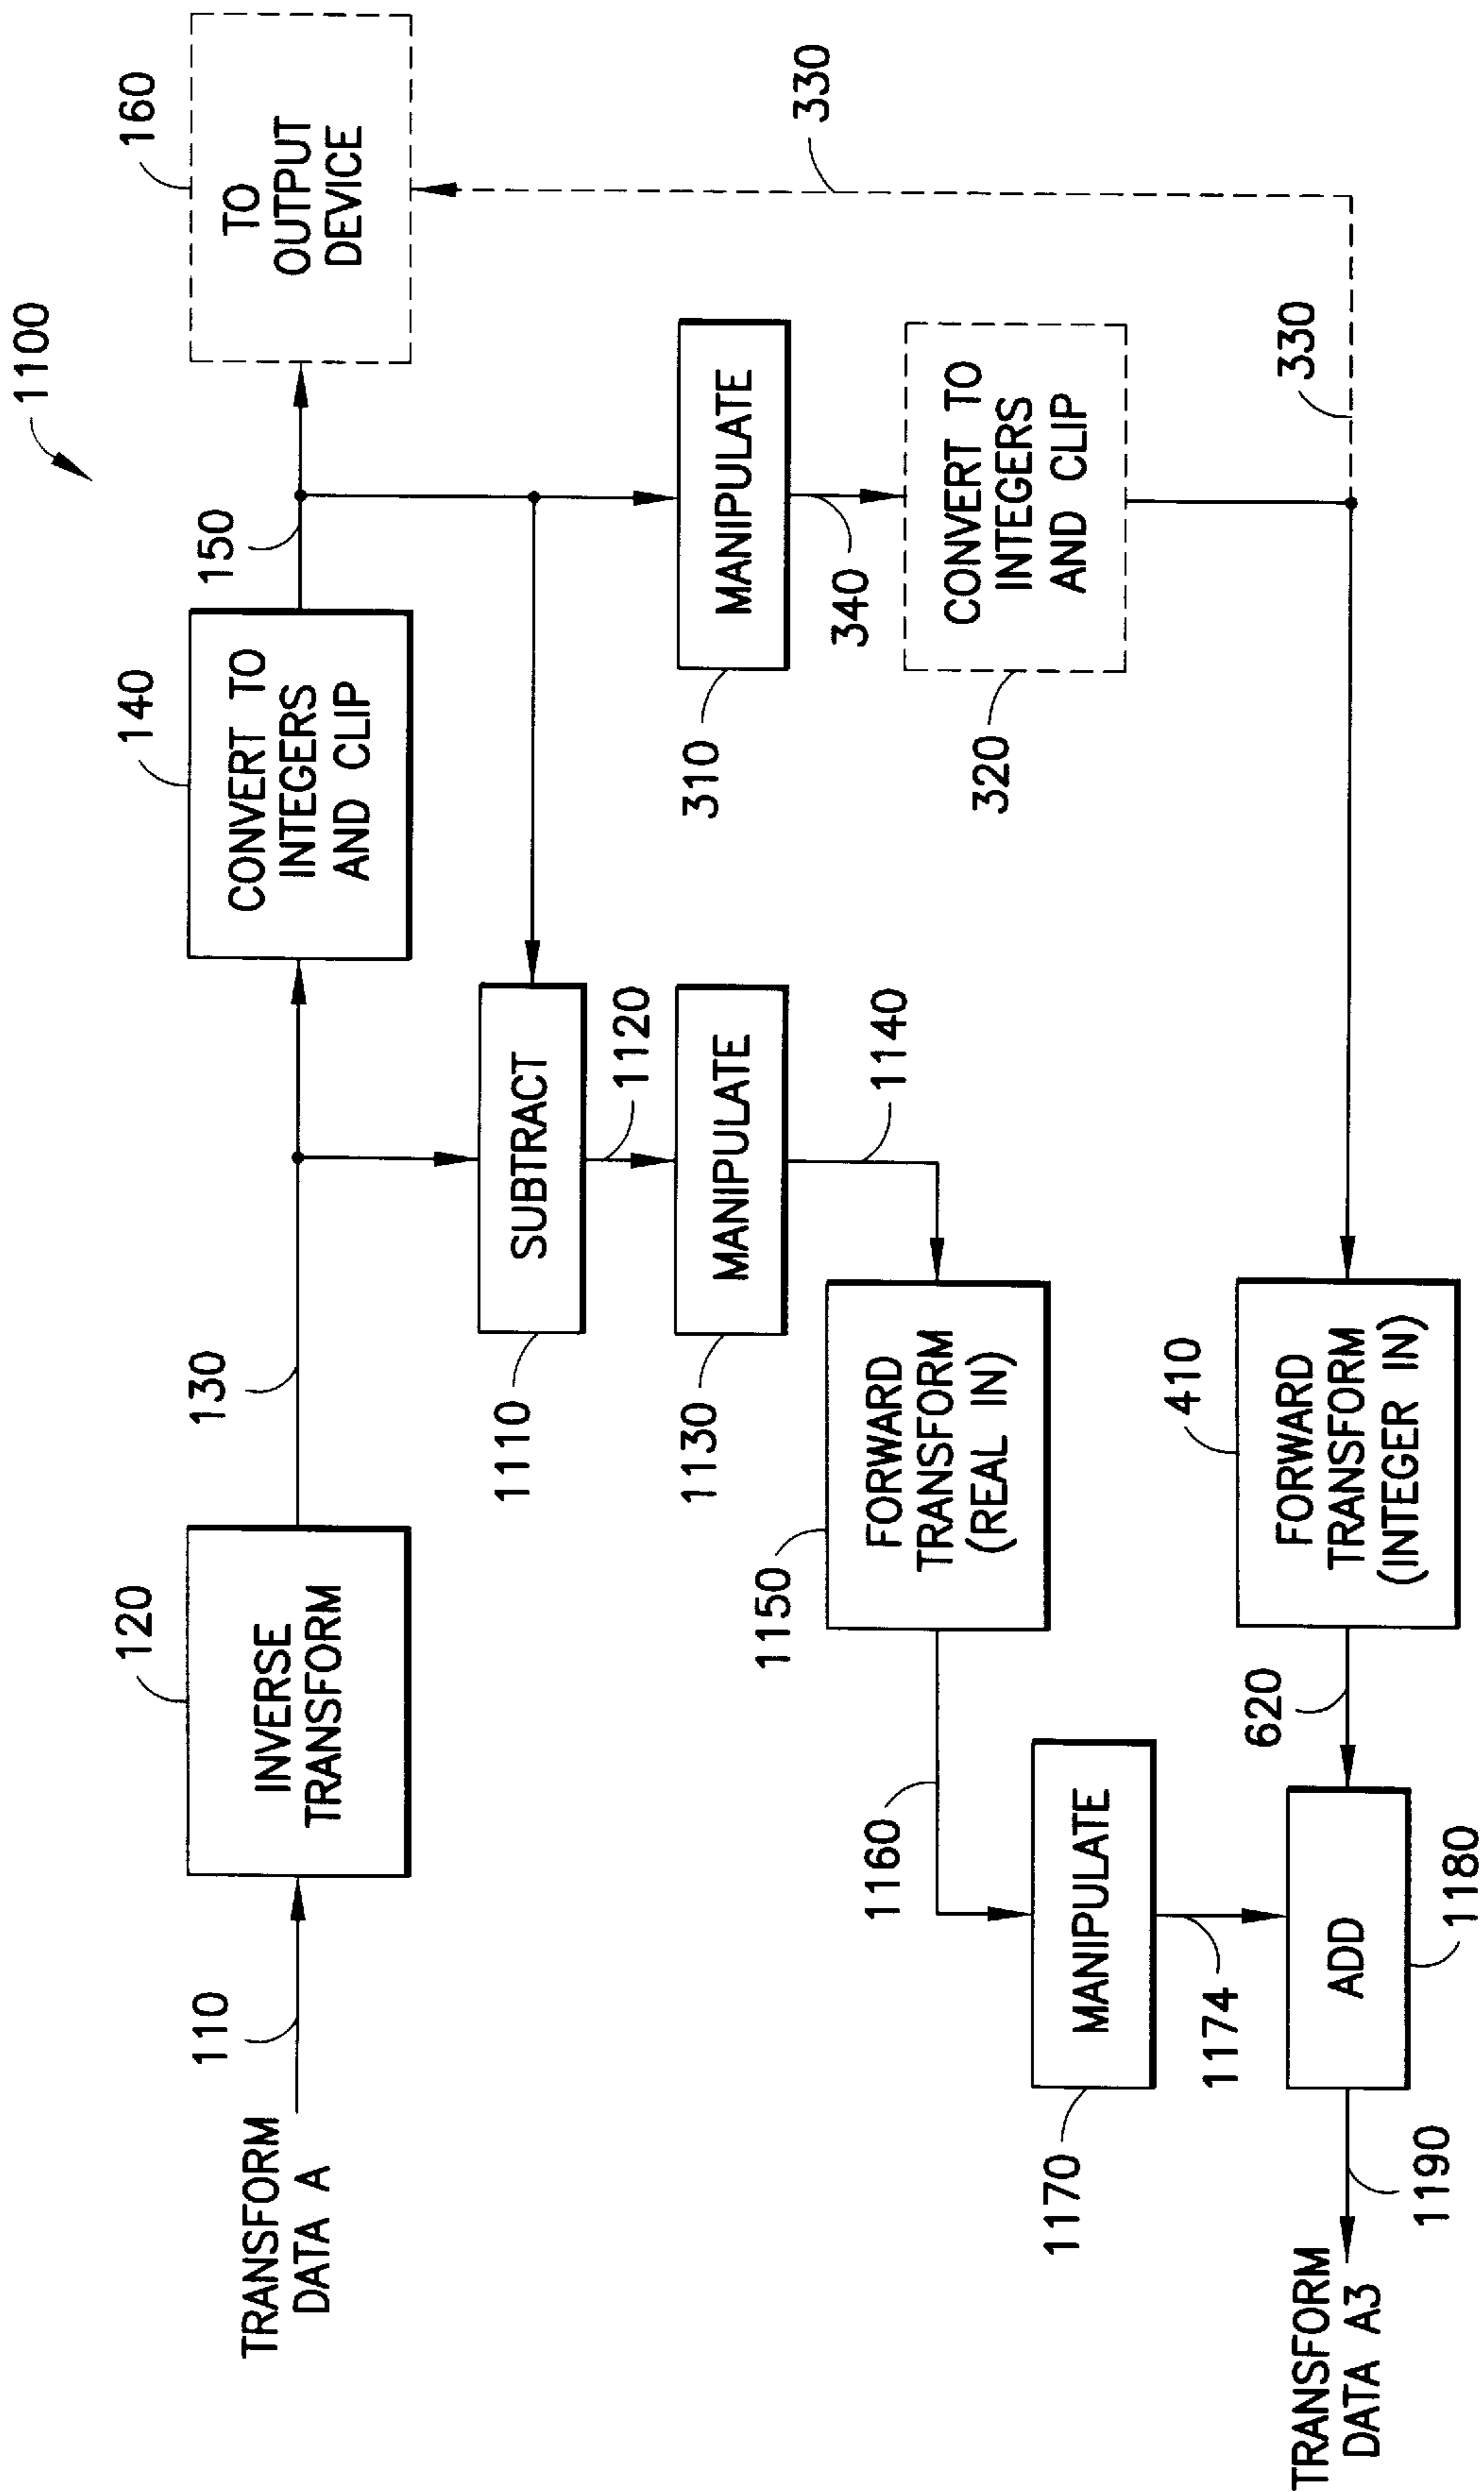 1100
TRANSFORM
DATA A
110
120
INVERSE
TRANSFORM
130
140
CONVERT TO
INTEGERS
AND CLIP
150
160
TO
OUTPUT
DEVICE
1110
SUBTRACT
1120
1130
MANIPULATE
1140
310
MANIPULATE
340
320
CONVERT TO
INTEGERS
AND CLIP
330
330
1150
FORWARD
TRANSFORM
(REAL IN)
1160
1170
MANIPULATE
1174
410
FORWARD
TRANSFORM
(INTEGER IN)
620
ADD
1180
1190
TRANSFORM
DATA A3